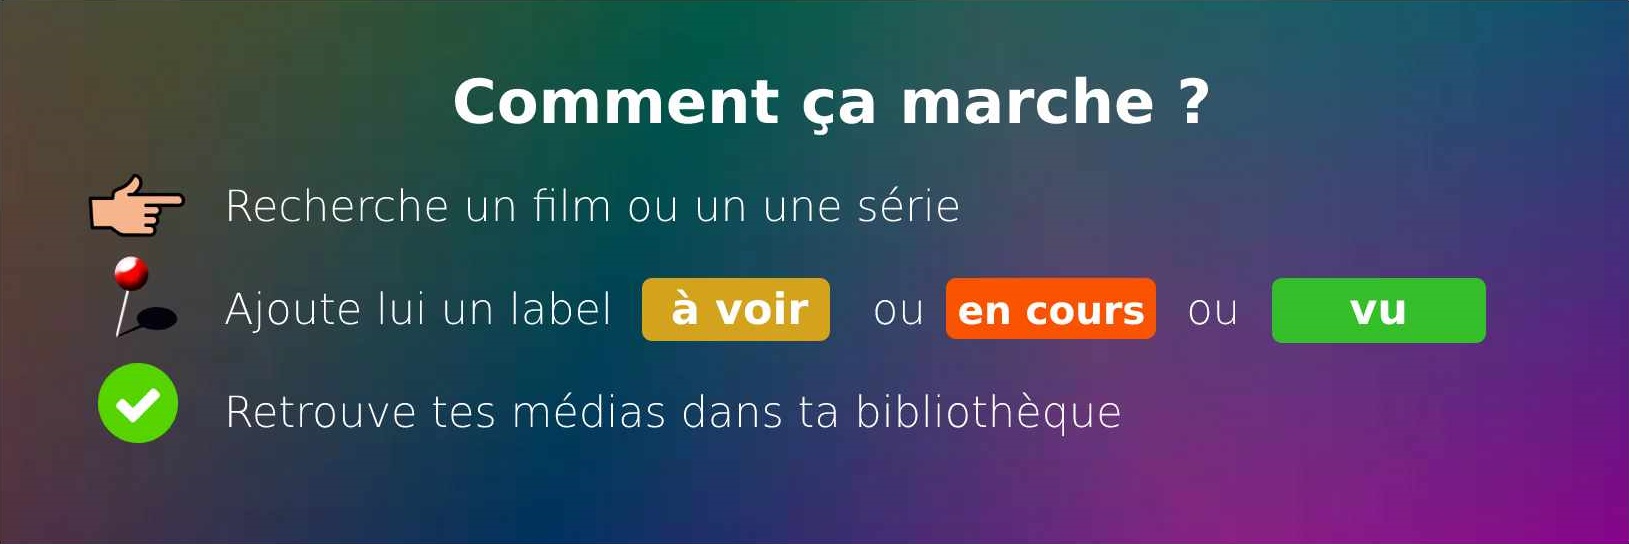 Comment ça marche ?
Recherche un film ou un une série
Ajoute lui un label à voir ou en cours ou vu
Retrouve tes médias dans ta bibliothèque